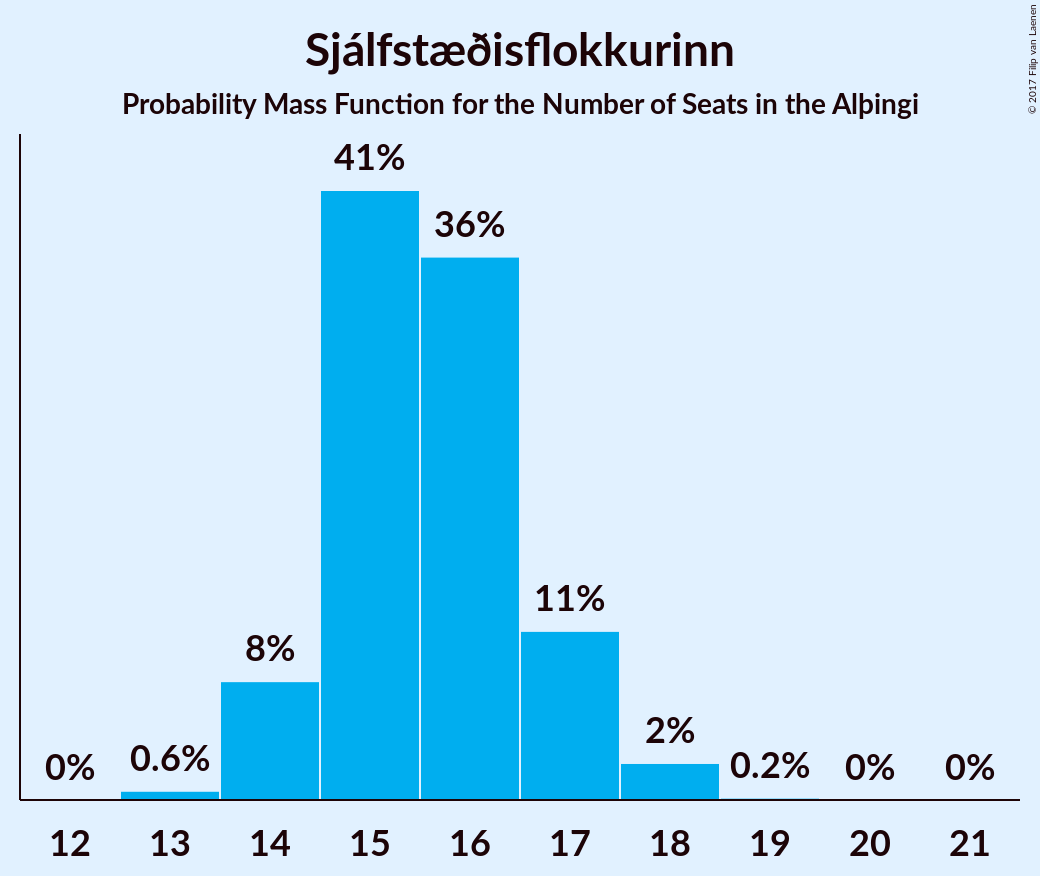 Sjálfstæðisflokkurinn
Probability Mass Function for the Number of Seats in the Alþingi
© 2017 Filip van Laenen
41%
36%
11%
8%
2%
0% 0.6% 0.2% 0% 0%
12 13 14 15 16 17 18 19 20 21